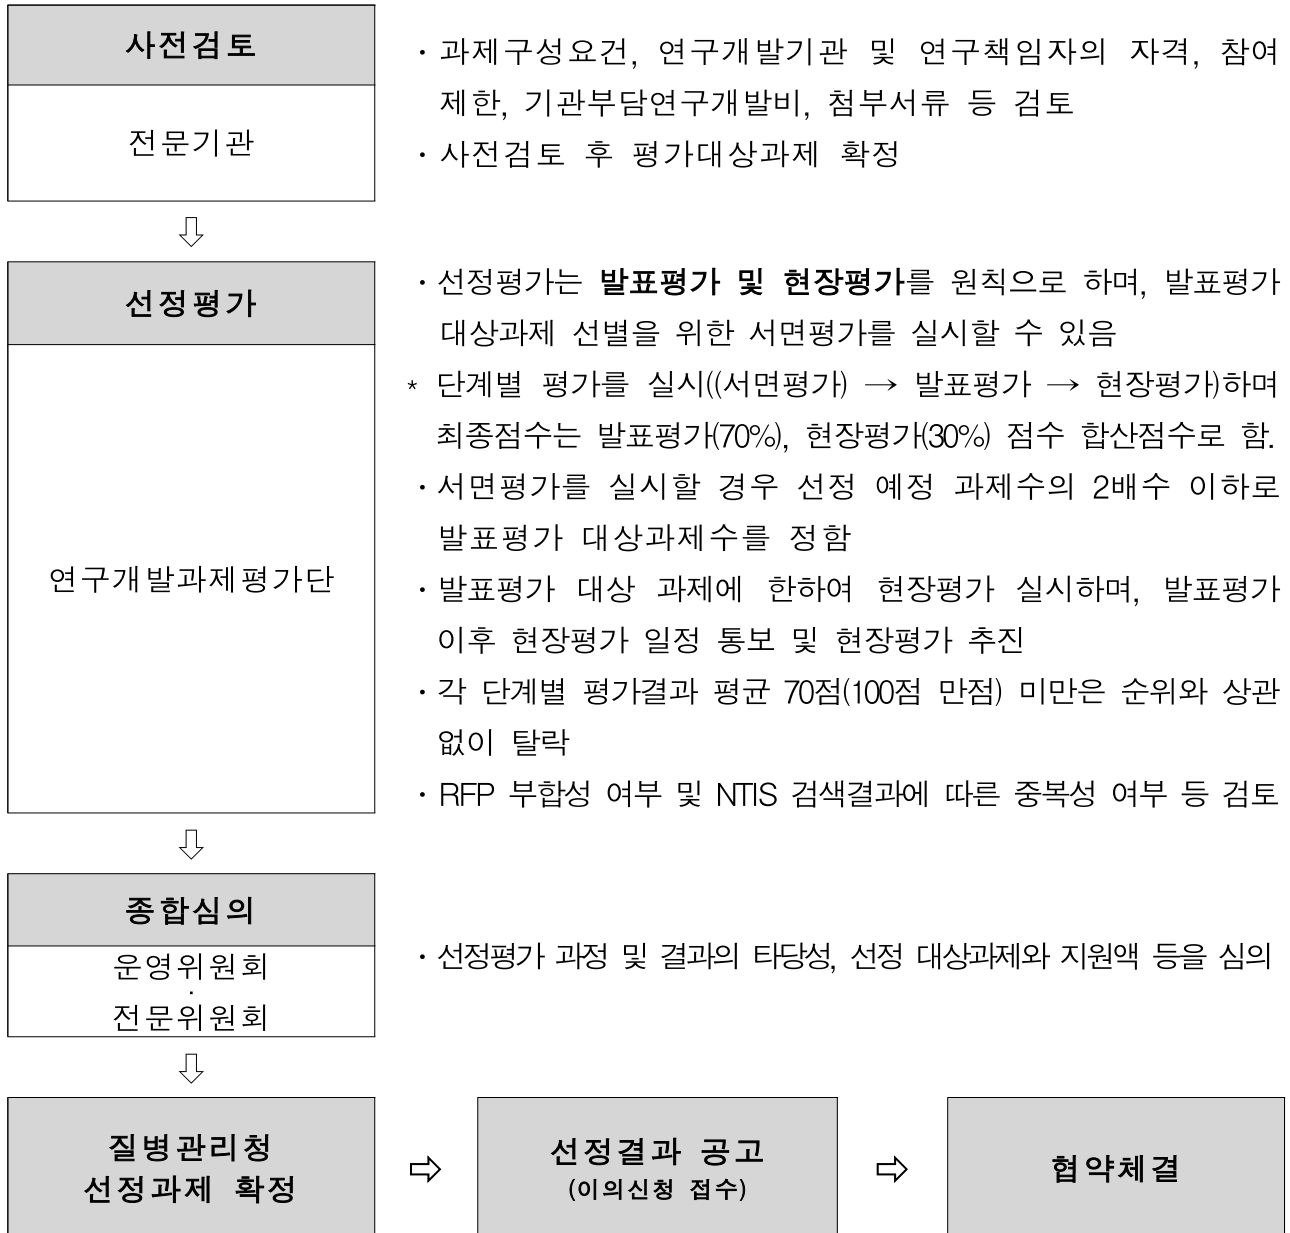 사전검토
전문기관
· 과제구성요건, 연구개발기관 및 연구책임자의 자격, 참여
제한, 기관부담연구개발비, 첨부서류 등 검토
· 사전검토 후 평가대상과제 확정
⇩
선정평가
연구개발과제평가단
· 선정평가는 발표평가 및 현장평가를 원칙으로 하며, 발표평가
대상과제 선별을 위한 서면평가를 실시할 수 있음
* 단계별 평가를 실시((서면평가) → 발표평가 → 현장평가)하며
최종점수는 발표평가(70%), 현장평가(30%) 점수 합산점수로 함.
· 서면평가를 실시할 경우 선정 예정 과제수의 2배수 이하로
발표평가 대상과제수를 정함
· 발표평가 대상 과제에 한하여 현장평가 실시하며, 발표평가
이후 현장평가 일정 통보 및 현장평가 추진
· 각 단계별 평가결과 평균 70점(100점 만점) 미만은 순위와 상관
없이 탈락
· RFP 부합성 여부 및 NTIS 검색결과에 따른 중복성 여부 등 검토
⇩
종합심의
운영위원회
·
전문위원회
· 선정평가 과정 및 결과의 타당성, 선정 대상과제와 지원액 등을 심의
⇩
질병관리청
선정과제 확정
⇨
선정결과 공고
(이의신청 접수)
⇨
협약체결